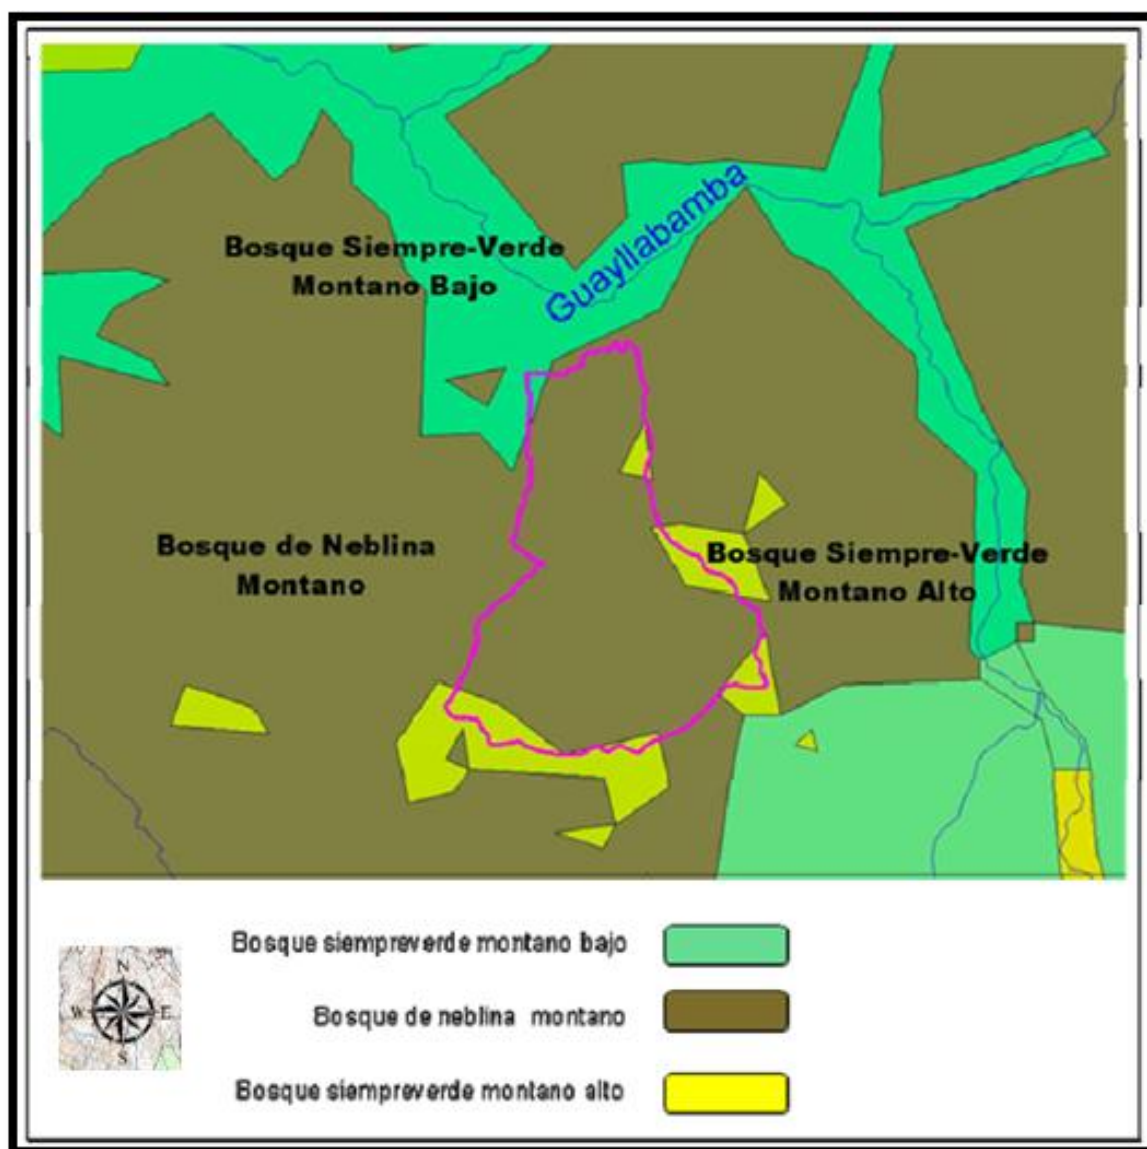 Bosque Siempre-Verde
Montano Bajo
Guayllabamba
Bosque de Neblina
Montano
Bosque Siempre-Verde
Montano Alto
Bosque siempreverde montano bajo
Bosque de neblina montano
Bosque siempreverde montano alto
N
W E
S